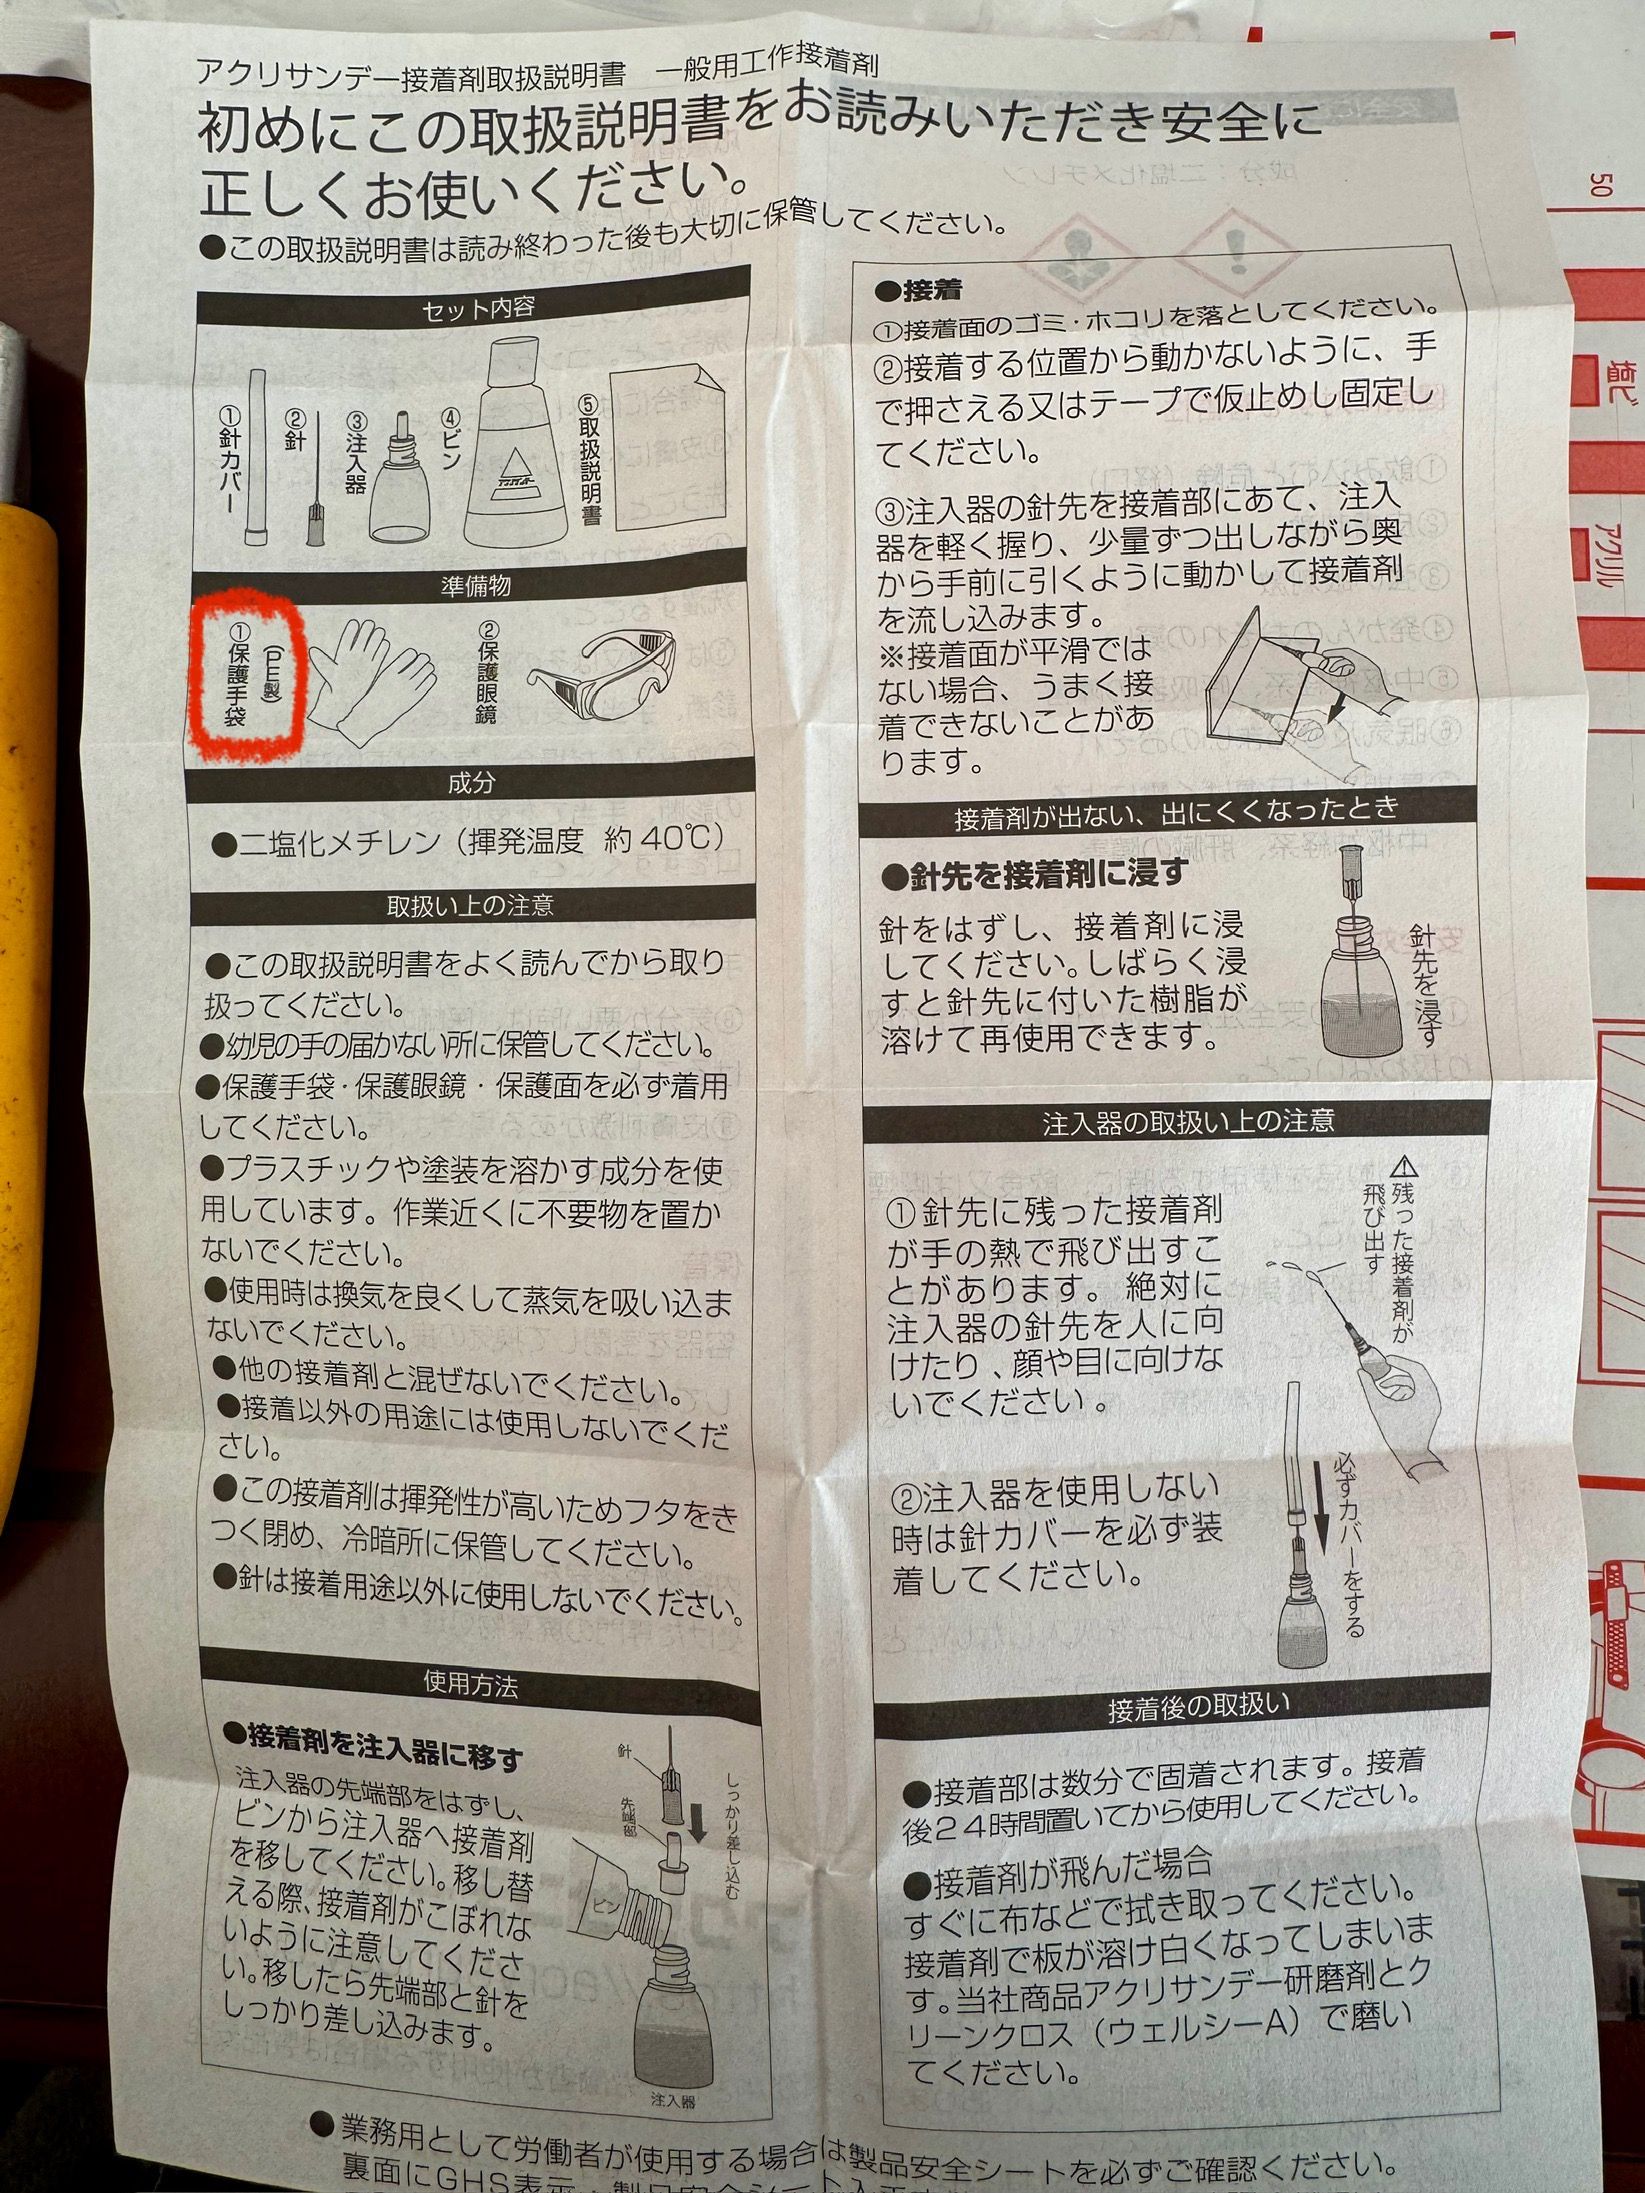 アクリサンデー接着剤取扱説明書　一般用工作接着剤
初めにこの取扱説明書をお読みいただき安全に
正しくお使いください。
●この取扱説明書は読み終わった後も大切に保管してください。
セット内容
①針カバー
②針
③注入器
④ビン
⑤取扱説明書
準備物
①保護手袋
(PE製)
②保護眼鏡
成分
●二塩化メチレン（揮発温度 約40℃）
取扱い上の注意
●この取扱説明書をよく読んでから取り
扱ってください。
●幼児の手の届かない所に保管してください。
●保護手袋・保護眼鏡・保護面を必ず着用
してください。
●プラスチックや塗装を溶かす成分を使
用しています。作業近くに不要物を置か
ないでください。
●使用時は換気を良くして蒸気を吸い込ま
ないでください。
●他の接着剤と混ぜないでください。
●接着以外の用途には使用しないでくだ
さい。
●この接着剤は揮発性が高いためフタをき
つく閉め、冷暗所に保管してください。
●針は接着用途以外に使用しないでください。
使用方法
●接着剤を注入器に移す
注入器の先端部をはずし、
ビンから注入器へ接着剤
を移してください。移し替
える際、接着剤がこぼれな
いように注意してくださ
い。移したら先端部と針を
しっかり差し込みます。
針
先端部
しっかり差し込む
ビン
注入器
●接着
①接着面のゴミ・ホコリを落としてください。
②接着する位置から動かないように、手
で押さえる又はテープで仮止めし固定し
てください。
③注入器の針先を接着部にあて、注入
器を軽く握り、少量ずつ出しながら奥
から手前に引くように動かして接着剤
を流し込みます。
※接着面が平滑では
ない場合、うまく接
着できないことがあ
ります。
接着剤が出ない、出にくくなったとき
●針先を接着剤に浸す
針をはずし、接着剤に浸
してください。しばらく浸
すと針先に付いた樹脂が
溶けて再使用できます。
針先を浸す
注入器の取扱い上の注意
①針先に残った接着剤
が手の熱で飛び出すこ
とがあります。絶対に
注入器の針先を人に向
けたり、顔や目に向けな
いでください。
⚠残った接着剤が
飛び出す
②注入器を使用しない
時は針カバーを必ず装
着してください。
必ずカバーをする
接着後の取扱い
●接着部は数分で固着されます。接着
後24時間置いてから使用してください。
●接着剤が飛んだ場合
すぐに布などで拭き取ってください。
接着剤で板が溶け白くなってしまいま
す。当社商品アクリサンデー研磨剤とク
リーンクロス（ウェルシーA）で磨い
てください。
●業務用として労働者が使用する場合は製品安全シートを必ずご確認ください。
裏面にGHS表示・製品安全シート入手
50
塩ビ
アクリル